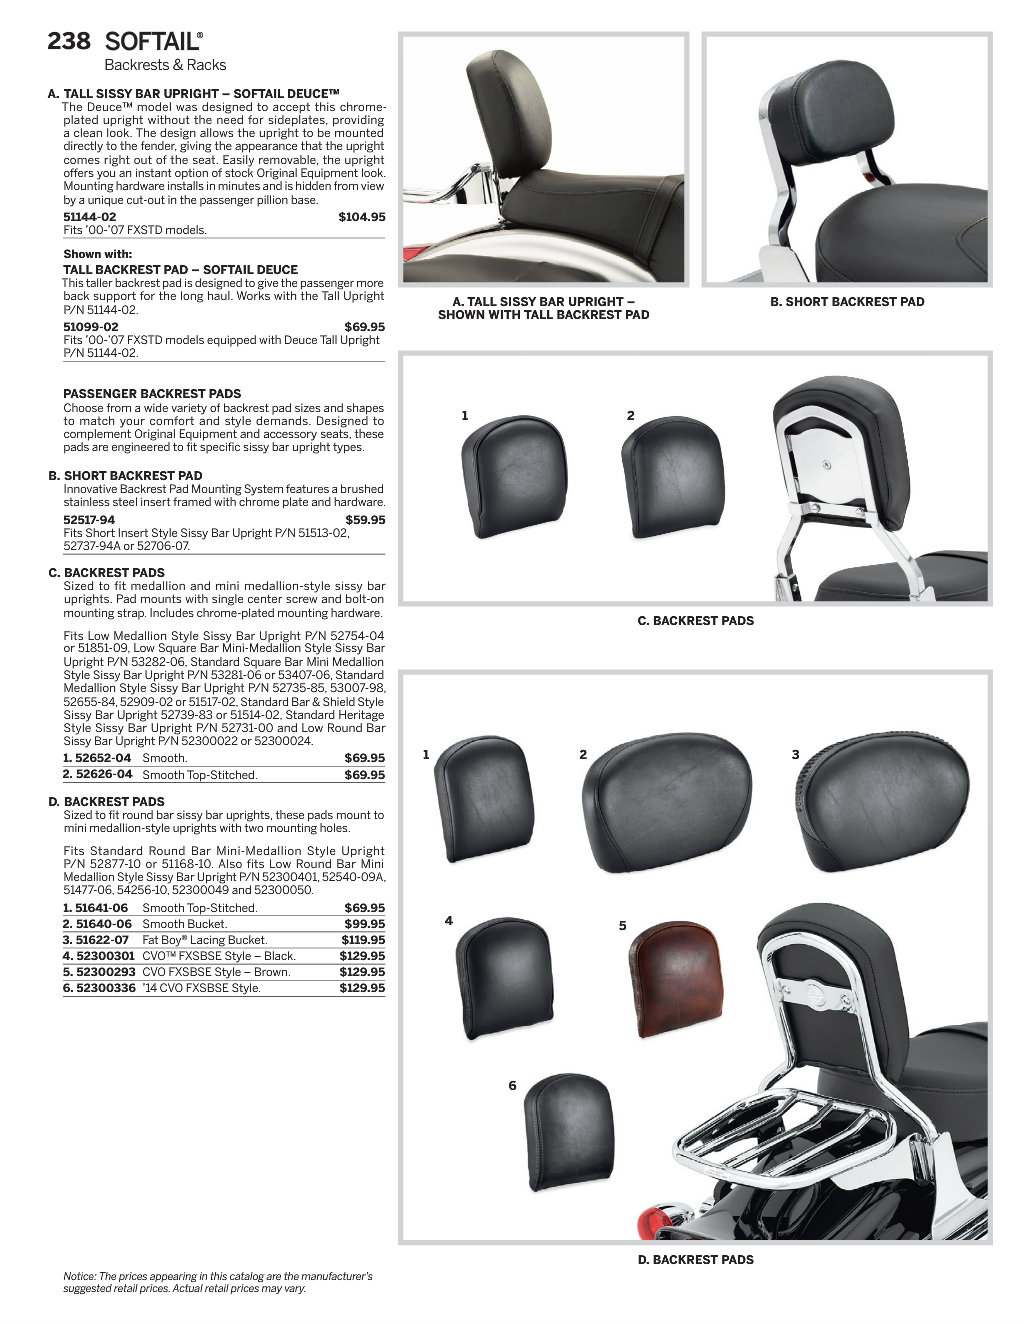 238 SOFTAIL®
Backrests & Racks
A. TALL SISSY BAR UPRIGHT – SOFTAIL DEUCE™
The Deuce™ model was designed to accept this chrome-
plated upright without the need for sideplates, providing
a clean look. The design allows the upright to be mounted
directly to the fender, giving the appearance that the upright
comes right out of the seat. Easily removable, the upright
offers you an instant option of stock Original Equipment look.
Mounting hardware installs in minutes and is hidden from view
by a unique cut-out in the passenger pillion base.
51144-02 $104.95
Fits ’00-’07 FXSTD models.
Shown with:
TALL BACKREST PAD – SOFTAIL DEUCE
This taller backrest pad is designed to give the passenger more
back support for the long haul. Works with the Tall Upright
P/N 51144-02.
51099-02 $69.95
Fits ’00-’07 FXSTD models equipped with Deuce Tall Upright
P/N 51144-02.
PASSENGER BACKREST PADS
Choose from a wide variety of backrest pad sizes and shapes
to match your comfort and style demands. Designed to
complement Original Equipment and accessory seats, these
pads are engineered to fit specific sissy bar upright types.
B. SHORT BACKREST PAD
Innovative Backrest Pad Mounting System features a brushed
stainless steel insert framed with chrome plate and hardware.
52517-94 $59.95
Fits Short Insert Style Sissy Bar Upright P/N 51513-02,
52737-94A or 52706-07.
C. BACKREST PADS
Sized to fit medallion and mini medallion-style sissy bar
uprights. Pad mounts with single center screw and bolt-on
mounting strap. Includes chrome-plated mounting hardware.
Fits Low Medallion Style Sissy Bar Upright P/N 52754-04
or 51851-09, Low Square Bar Mini-Medallion Style Sissy Bar
Upright P/N 53282-06, Standard Square Bar Mini Medallion
Style Sissy Bar Upright P/N 53281-06 or 53407-06, Standard
Medallion Style Sissy Bar Upright P/N 52735-85, 53007-98,
52655-84, 52909-02 or 51517-02, Standard Bar & Shield Style
Sissy Bar Upright 52739-83 or 51514-02, Standard Heritage
Style Sissy Bar Upright P/N 52731-00 and Low Round Bar
Sissy Bar Upright P/N 52300022 or 52300024.
1. 52652-04 Smooth. $69.95
2. 52626-04 Smooth Top-Stitched. $69.95
D. BACKREST PADS
Sized to fit round bar sissy bar uprights, these pads mount to
mini medallion-style uprights with two mounting holes.
Fits Standard Round Bar Mini-Medallion Style Upright
P/N 52877-10 or 51168-10. Also fits Low Round Bar Mini
Medallion Style Sissy Bar Upright P/N 52300401, 52540-09A,
51477-06, 54256-10, 52300049 and 52300050.
1. 51641-06 Smooth Top-Stitched. $69.95
2. 51640-06 Smooth Bucket. $99.95
3. 51622-07 Fat Boy® Lacing Bucket. $119.95
4. 52300301 CVO™ FXSBSE Style – Black. $129.95
5. 52300293 CVO FXSBSE Style – Brown. $129.95
6. 52300336 ’14 CVO FXSBSE Style. $129.95
Notice: The prices appearing in this catalog are the manufacturer’s
suggested retail prices. Actual retail prices may vary.
A. TALL SISSY BAR UPRIGHT –
SHOWN WITH TALL BACKREST PAD
B. SHORT BACKREST PAD
1 2
C. BACKREST PADS
1 2 3
4 5
6
D. BACKREST PADS